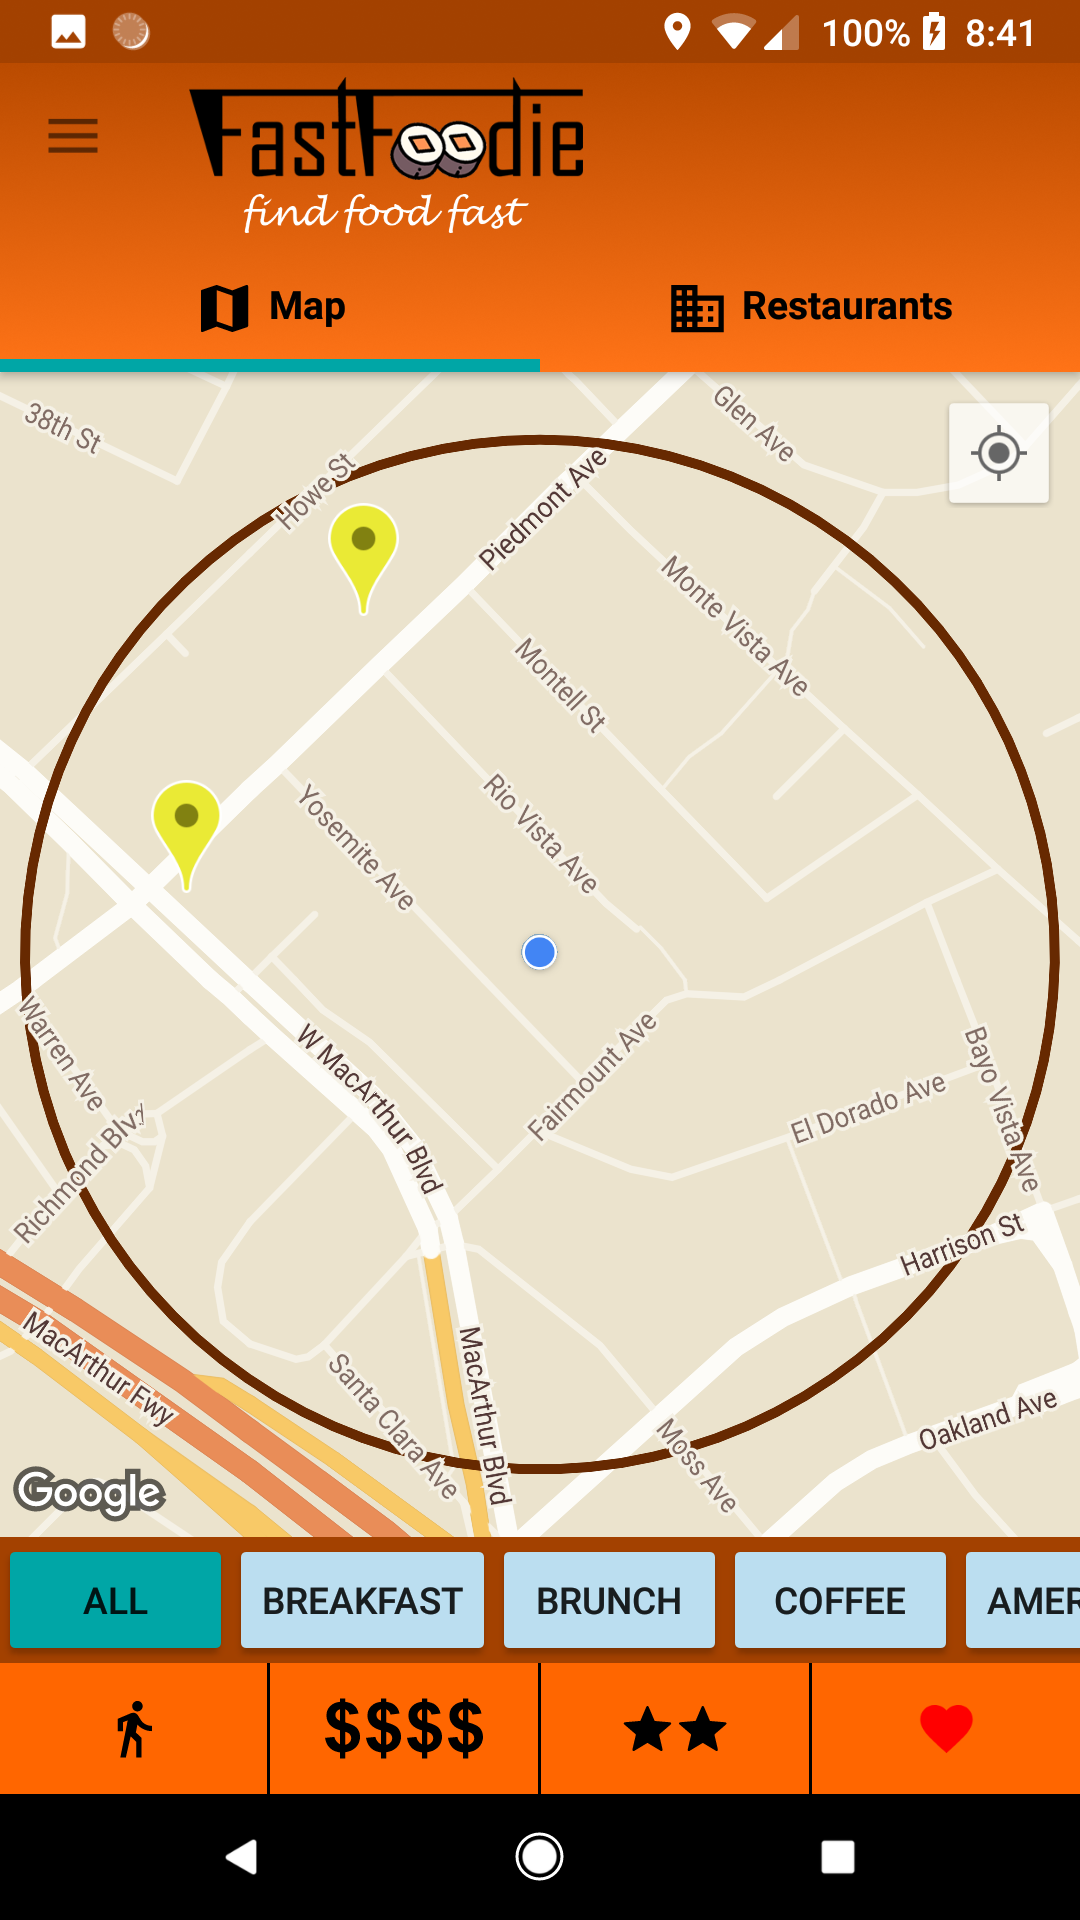 100% 8:41
FastFoodie
find food fast
Map Restaurants
38th St
Glen Ave
Howe St
Piedmont Ave
Monte Vista Ave
Montell St
Rio Vista Ave
Yosemite Ave
Warren Ave
W MacArthur Blvd
Fairmount Ave
Bayo Vista Ave
El Dorado Ave
Richmond Blvd
Harrison St
MacArthur Fwy
MacArthur Blvd
Santa Clara Ave
Oakland Ave
Moss Ave
Google
ALL BREAKFAST BRUNCH COFFEE AMER
$$$$